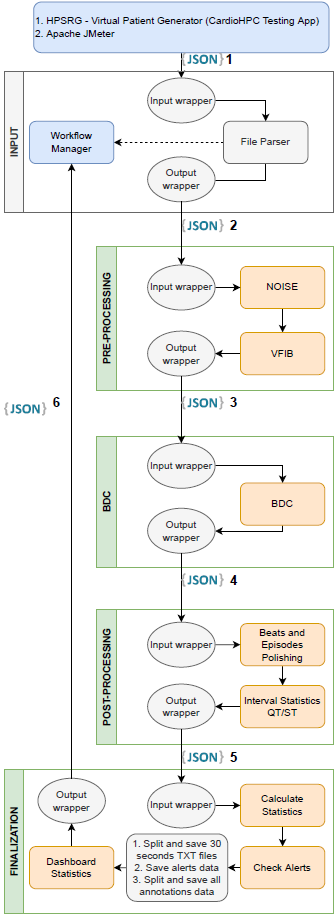 1. HPSRG - Virtual Patient Generator (CardioHPC Testing App)
2. Apache JMeter
{JSON} 1
INPUT
Input wrapper
Workflow
Manager
File Parser
Output
wrapper
{JSON} 2
PRE-PROCESSING
Input wrapper
NOISE
Output
wrapper
VFIB
{JSON} 3
{JSON} 6
BDC
Input wrapper
BDC
Output
wrapper
{JSON} 4
POST-PROCESSING
Input wrapper
Beats and
Episodes
Polishing
Output
wrapper
Interval Statistics
QT/ST
{JSON} 5
FINALIZATION
Output
wrapper
Input wrapper
Calculate
Statistics
Dashboard
Statistics
1. Split and save 30
seconds TXT files
2. Save alerts data
3. Split and save all
annotations data
Check Alerts